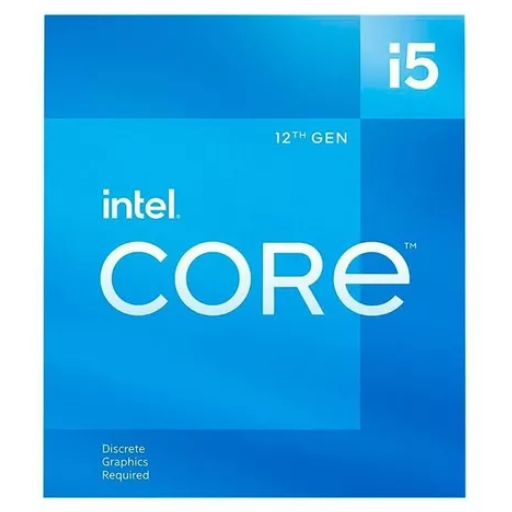 i5
12TH GEN
intel.
CORE™
Discrete
Graphics
Required